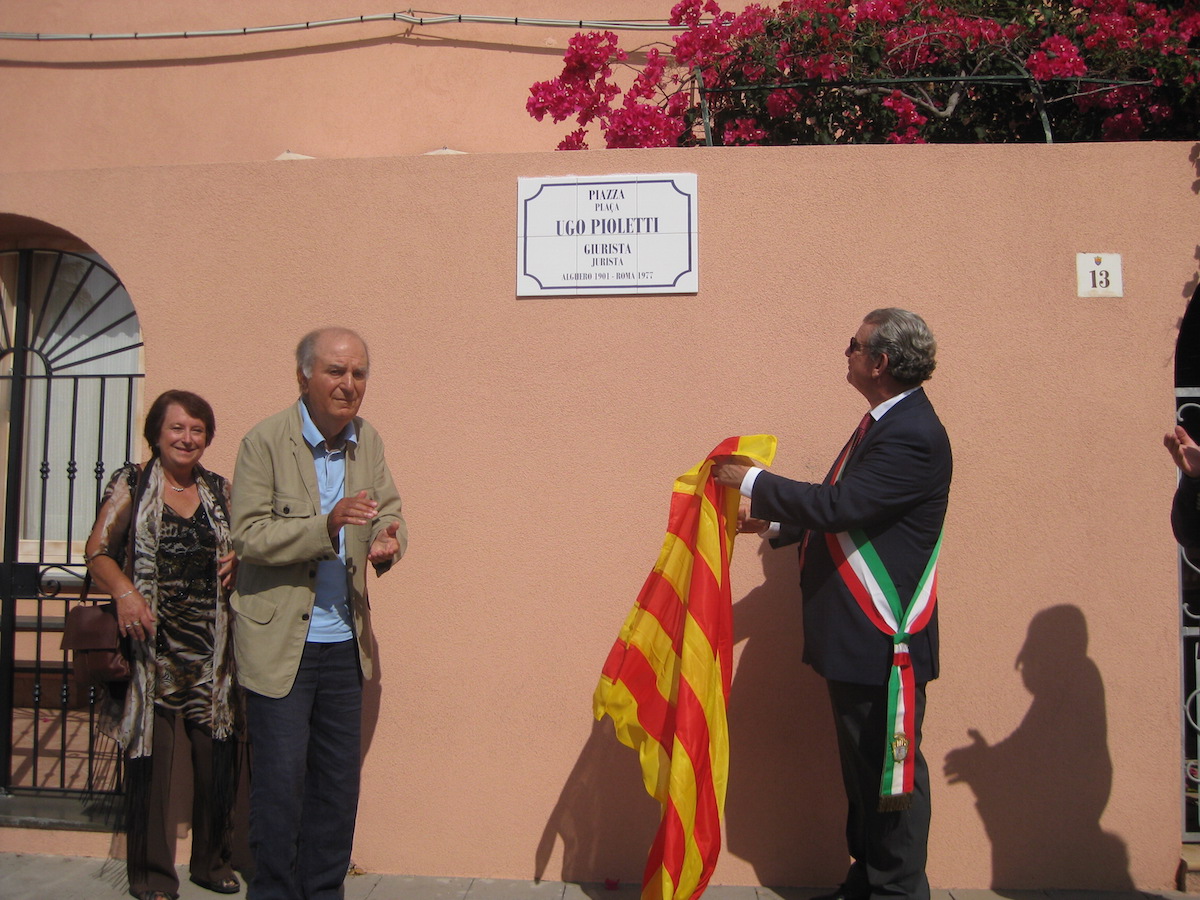 PIAZZA
PLAÇA
UGO PIOLETTI
GIURISTA
JURISTA
ALGHERO 1901 - ROMA 1977
13